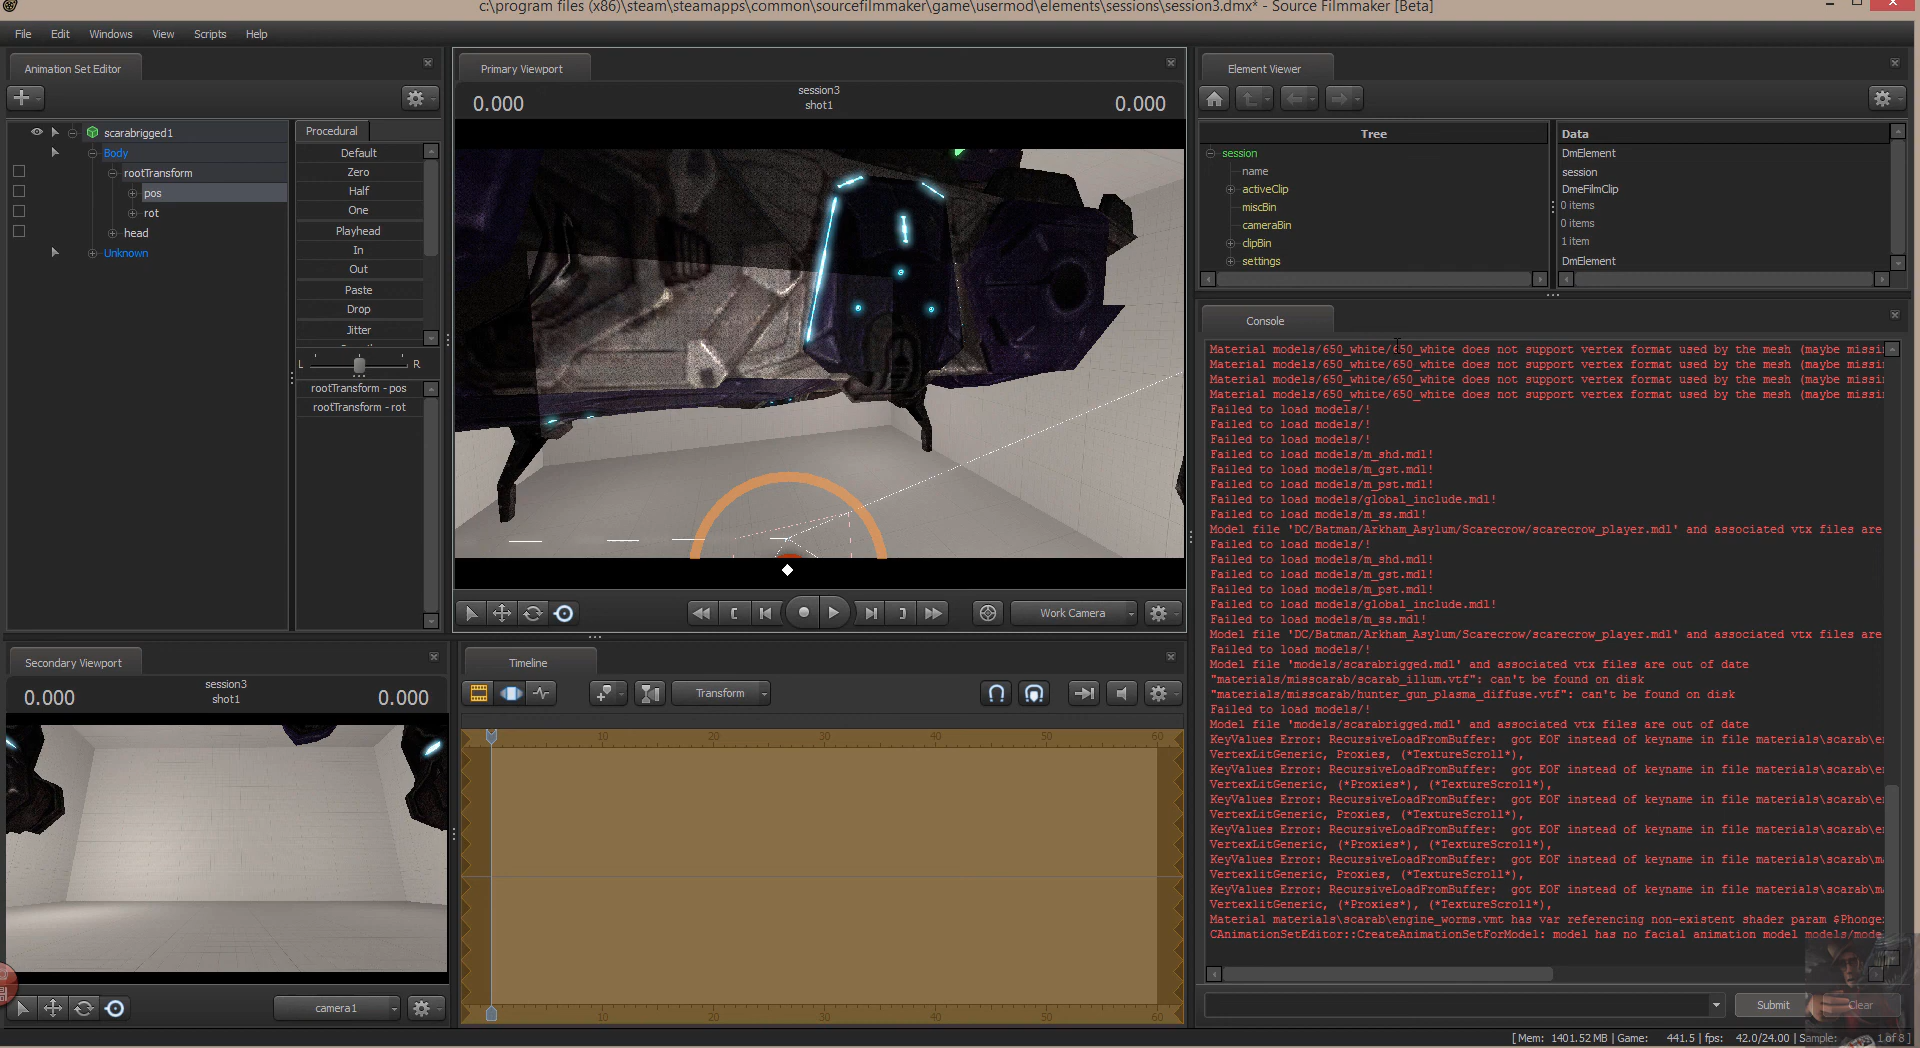 c:\program files (x86)\steam\steamapps\common\sourcefilmmaker\game\usermod\elements\sessions\session3.dmx* - Source Filmmaker [Beta]
File Edit Windows View Scripts Help
Animation Set Editor
scarabrigged1
Body
rootTransform
pos
rot
head
Unknown
Procedural
Default
Zero
Half
One
Playhead
In
Out
Paste
Drop
Jitter
L R
rootTransform - pos
rootTransform - rot
Primary Viewport
session3
0.000 shot1 0.000
Work Camera
Element Viewer
Tree Data
session DmElement
name session
activeClip DmeFilmClip
miscBin 0 items
cameraBin 0 items
clipBin 1 item
settings DmElement
Console
Material models/650_white/650_white does not support vertex format used by the mesh (maybe missi
Material models/650_white/650_white does not support vertex format used by the mesh (maybe missi
Material models/650_white/650_white does not support vertex format used by the mesh (maybe missi
Material models/650_white/650_white does not support vertex format used by the mesh (maybe missi
Failed to load models/!
Failed to load models/!
Failed to load models/!
Failed to load models/m_shd.mdl!
Failed to load models/m_gst.mdl!
Failed to load models/m_pst.mdl!
Failed to load models/global_include.mdl!
Failed to load models/m_ss.mdl!
Model file 'DC/Batman/Arkham_Asylum/Scarecrow/scarecrow_player.mdl' and associated vtx files are
Failed to load models/!
Failed to load models/m_shd.mdl!
Failed to load models/m_gst.mdl!
Failed to load models/m_pst.mdl!
Failed to load models/global_include.mdl!
Failed to load models/m_ss.mdl!
Model file 'DC/Batman/Arkham_Asylum/Scarecrow/scarecrow_player.mdl' and associated vtx files are
Failed to load models/!
Model file 'models/scarabrigged.mdl' and associated vtx files are out of date
"materials/misscarab/scarab_illum.vtf": can't be found on disk
"materials/misscarab/hunter_gun_plasma_diffuse.vtf": can't be found on disk
Failed to load models/!
Model file 'models/scarabrigged.mdl' and associated vtx files are out of date
KeyValues Error: RecursiveLoadFromBuffer: got EOF instead of keyname in file materials\scarab\e
VertexLitGeneric, Proxies, (*TextureScroll*),
KeyValues Error: RecursiveLoadFromBuffer: got EOF instead of keyname in file materials\scarab\e
VertexLitGeneric, (*Proxies*), (*TextureScroll*),
KeyValues Error: RecursiveLoadFromBuffer: got EOF instead of keyname in file materials\scarab\e
VertexLitGeneric, Proxies, (*TextureScroll*),
KeyValues Error: RecursiveLoadFromBuffer: got EOF instead of keyname in file materials\scarab\e
VertexLitGeneric, (*Proxies*), (*TextureScroll*),
KeyValues Error: RecursiveLoadFromBuffer: got EOF instead of keyname in file materials\scarab\m
VertexlitGeneric, Proxies, (*TextureScroll*),
KeyValues Error: RecursiveLoadFromBuffer: got EOF instead of keyname in file materials\scarab\m
VertexlitGeneric, (*Proxies*), (*TextureScroll*),
Material materials\scarab\engine_worms.vmt has var referencing non-existent shader param $Phonge
CAnimationSetEditor::CreateAnimationSetForModel: model has no facial animation model models/mode
Submit Clear
Secondary Viewport
session3
0.000 shot1 0.000
camera1
Timeline
Transform
10 20 30 40 50 60
10 20 30 40 50 60
[ Mem: 1401.52 MB | Game: 441.5 | fps: 42.0/24.00 | Sample: 1 of 8 ]